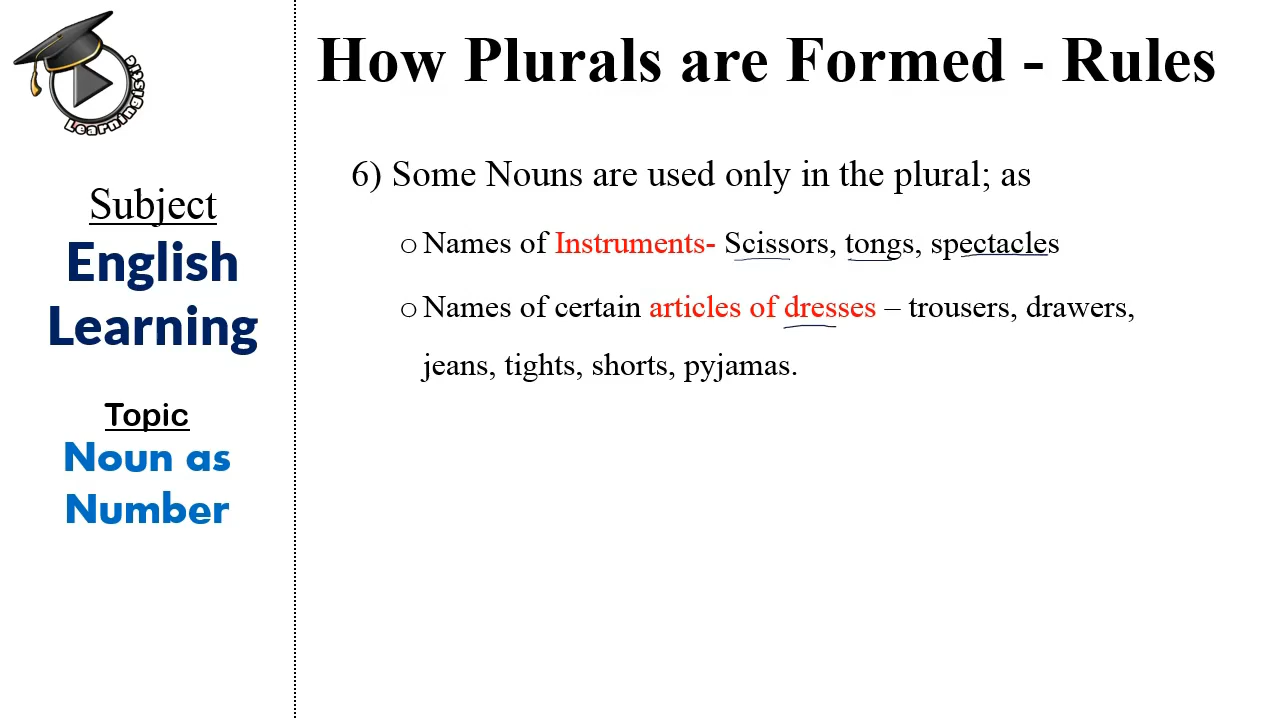 Learningista
How Plurals are Formed - Rules
Subject
English
Learning
Topic
Noun as
Number
6) Some Nouns are used only in the plural; as
o Names of Instruments- Scissors, tongs, spectacles
o Names of certain articles of dresses – trousers, drawers,
jeans, tights, shorts, pyjamas.